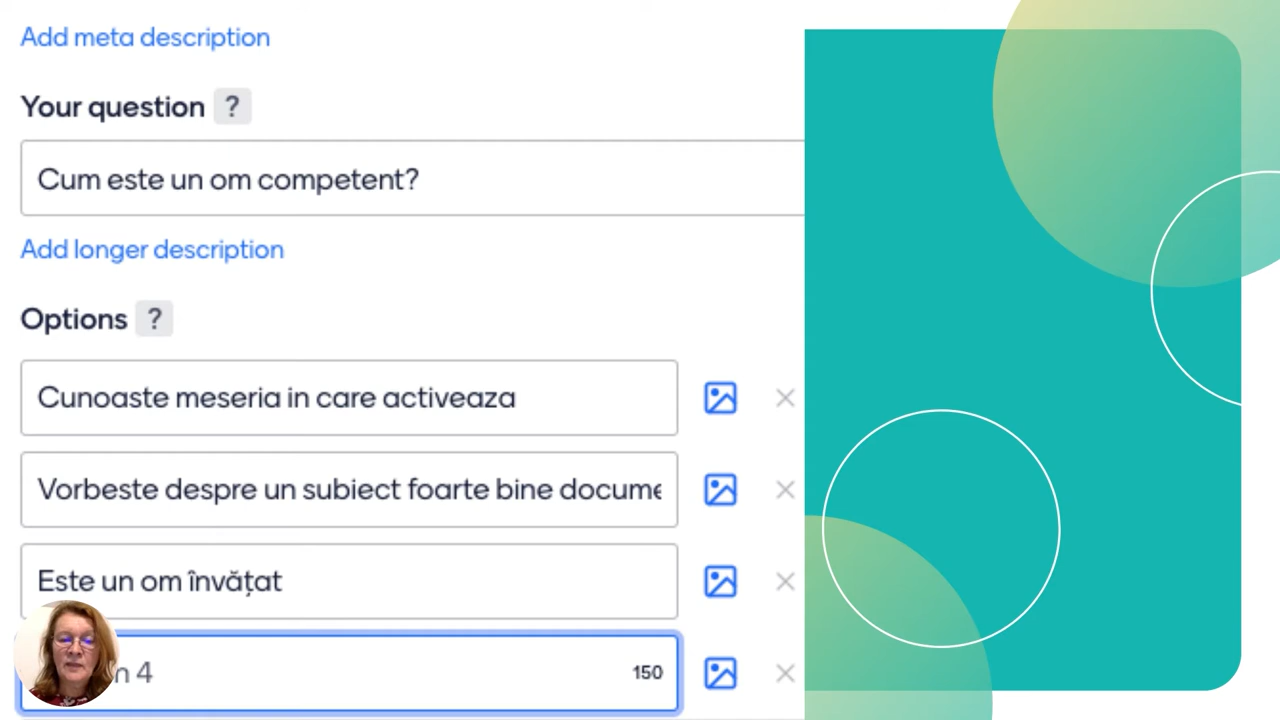 Add meta description
Your question ?
Cum este un om competent?
Add longer description
Options ?
Cunoaste meseria in care activeaza
Vorbeste despre un subiect foarte bine docume
Este un om învățat
n 4 150